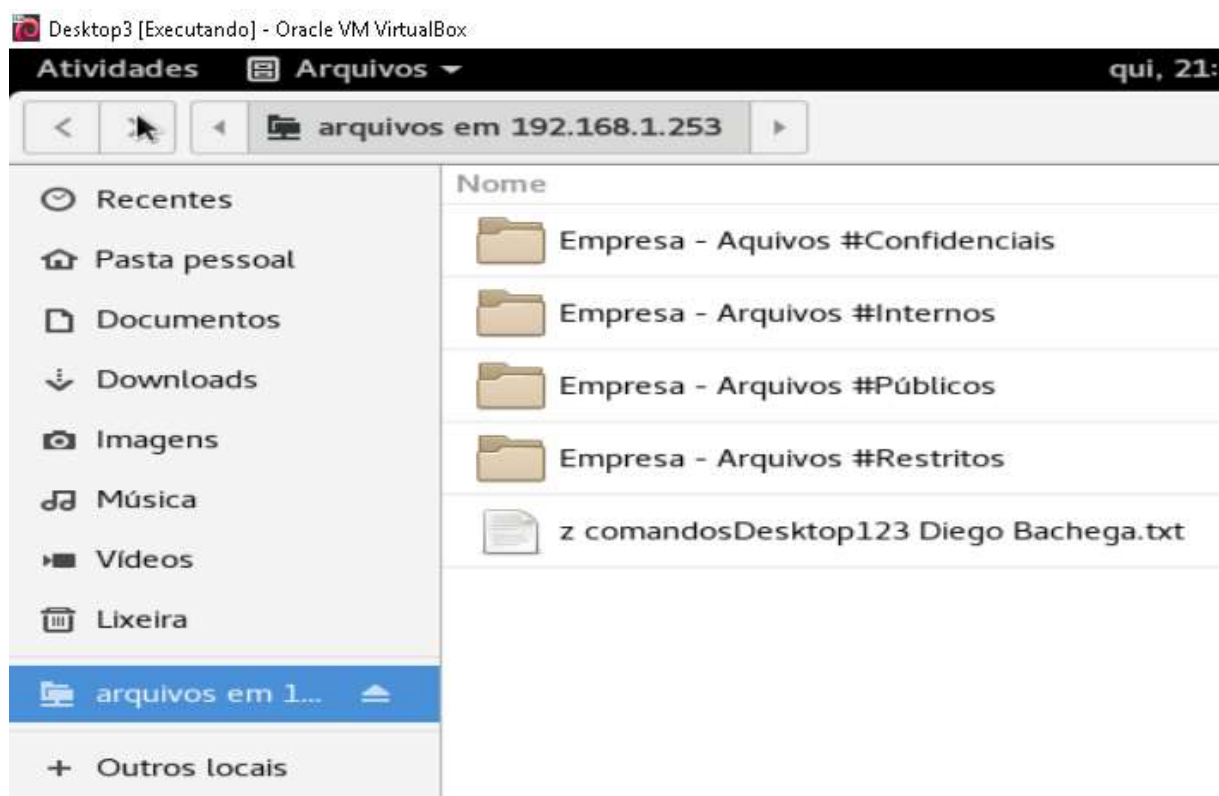 Desktop3 [Executando] - Oracle VM VirtualBox
Atividades Arquivos qui, 21:
arquivos em 192.168.1.253
Recentes
Pasta pessoal
Documentos
Downloads
Imagens
Música
Vídeos
Lixeira
arquivos em 1...
+ Outros locais
Nome
Empresa - Aquivos #Confidenciais
Empresa - Arquivos #Internos
Empresa - Arquivos #Públicos
Empresa - Arquivos #Restritos
z comandosDesktop123 Diego Bachega.txt